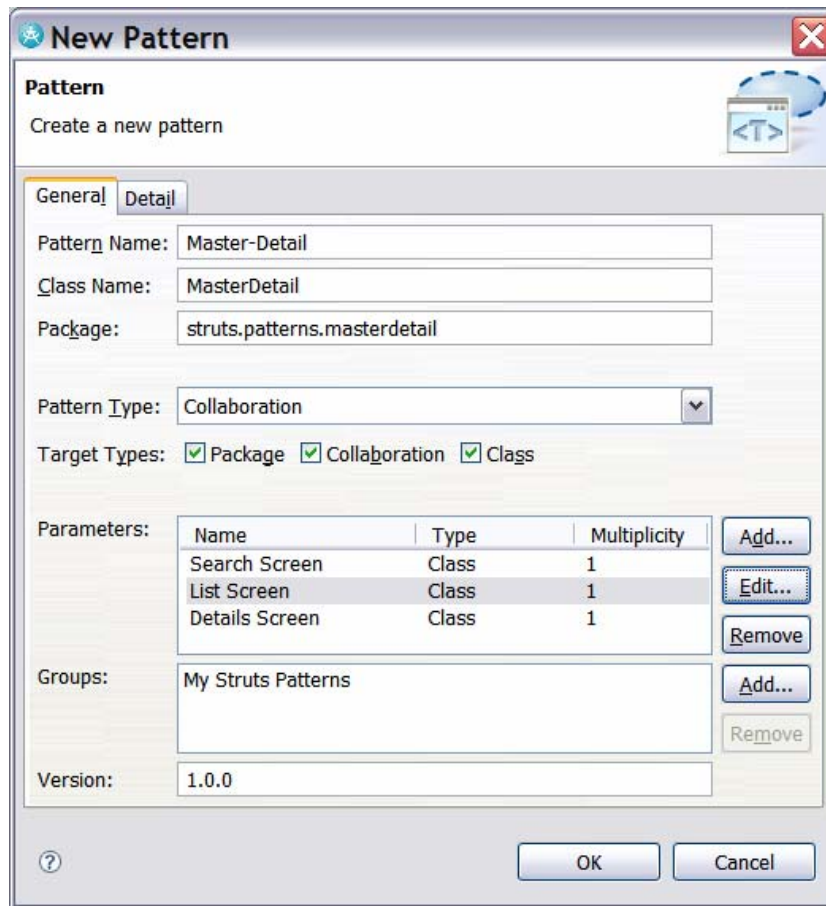 New Pattern
Pattern
Create a new pattern
<T>
General Detail
Pattern Name: Master-Detail
Class Name: MasterDetail
Package: struts.patterns.masterdetail
Pattern Type: Collaboration
Target Types: Package Collaboration Class
Parameters: Name Type Multiplicity Add...
Search Screen Class 1
List Screen Class 1 Edit...
Details Screen Class 1
Remove
Groups: My Struts Patterns Add...
Remove
Version: 1.0.0
? OK Cancel